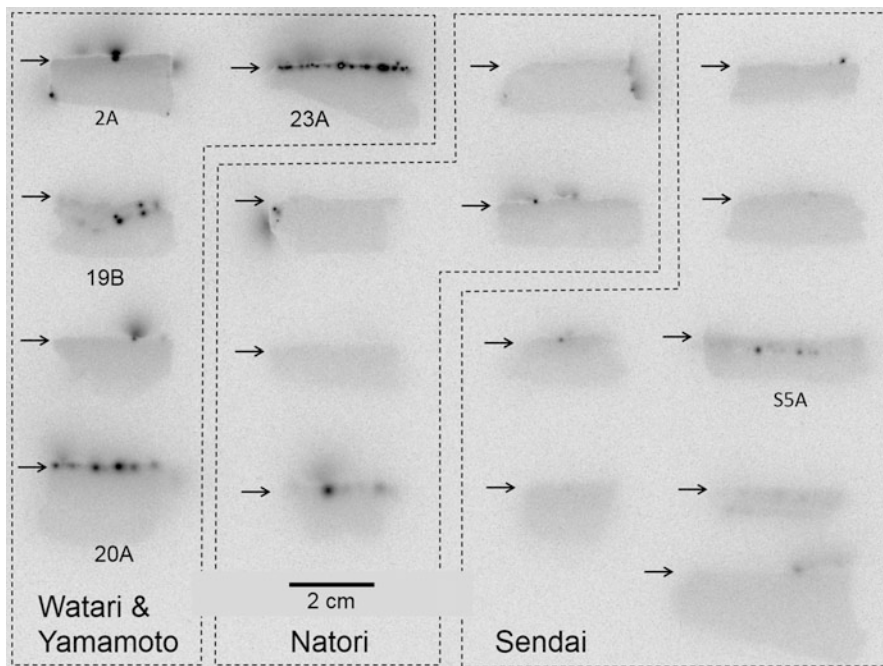 2A
23A
19B
S5A
20A
2 cm
Watari &
Yamamoto
Natori
Sendai